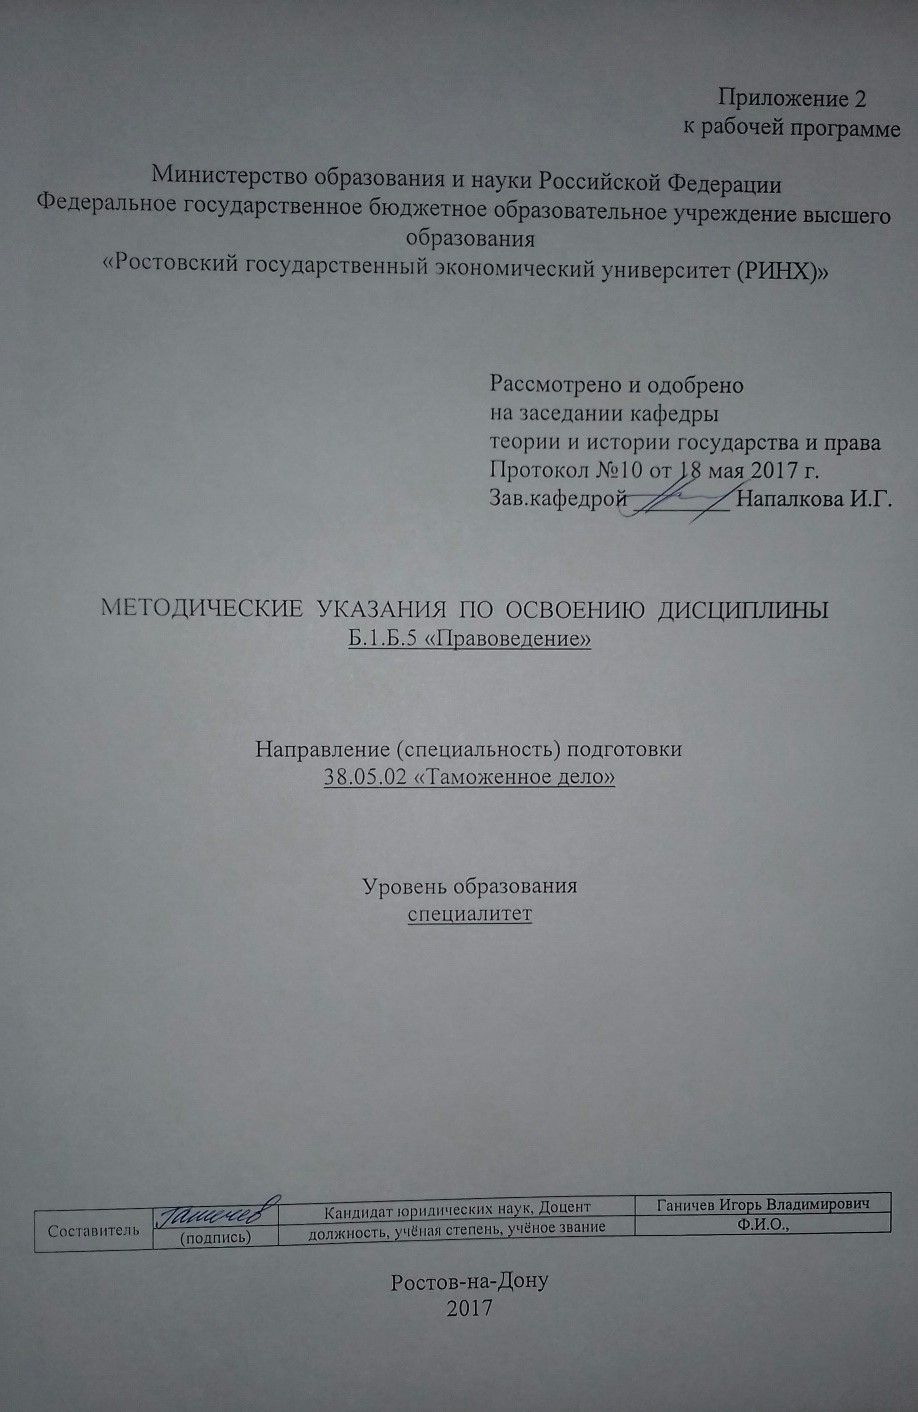 Приложение 2
к рабочей программе
Министерство образования и науки Российской Федерации
Федеральное государственное бюджетное образовательное учреждение высшего
образования
«Ростовский государственный экономический университет (РИНХ)»
Рассмотрено и одобрено
на заседании кафедры
теории и истории государства и права
Протокол №10 от 18 мая 2017 г.
Зав.кафедрой __________ Напалкова И.Г.
МЕТОДИЧЕСКИЕ УКАЗАНИЯ ПО ОСВОЕНИЮ ДИСЦИПЛИНЫ
Б.1.Б.5 «Правоведение»
Направление (специальность) подготовки
38.05.02 «Таможенное дело»
Уровень образования
специалитет
Составитель
Ганичев
(подпись)
Кандидат юридических наук, Доцент
должность, учёная степень, учёное звание
Ганичев Игорь Владимирович
Ф.И.О.,
Ростов-на-Дону
2017